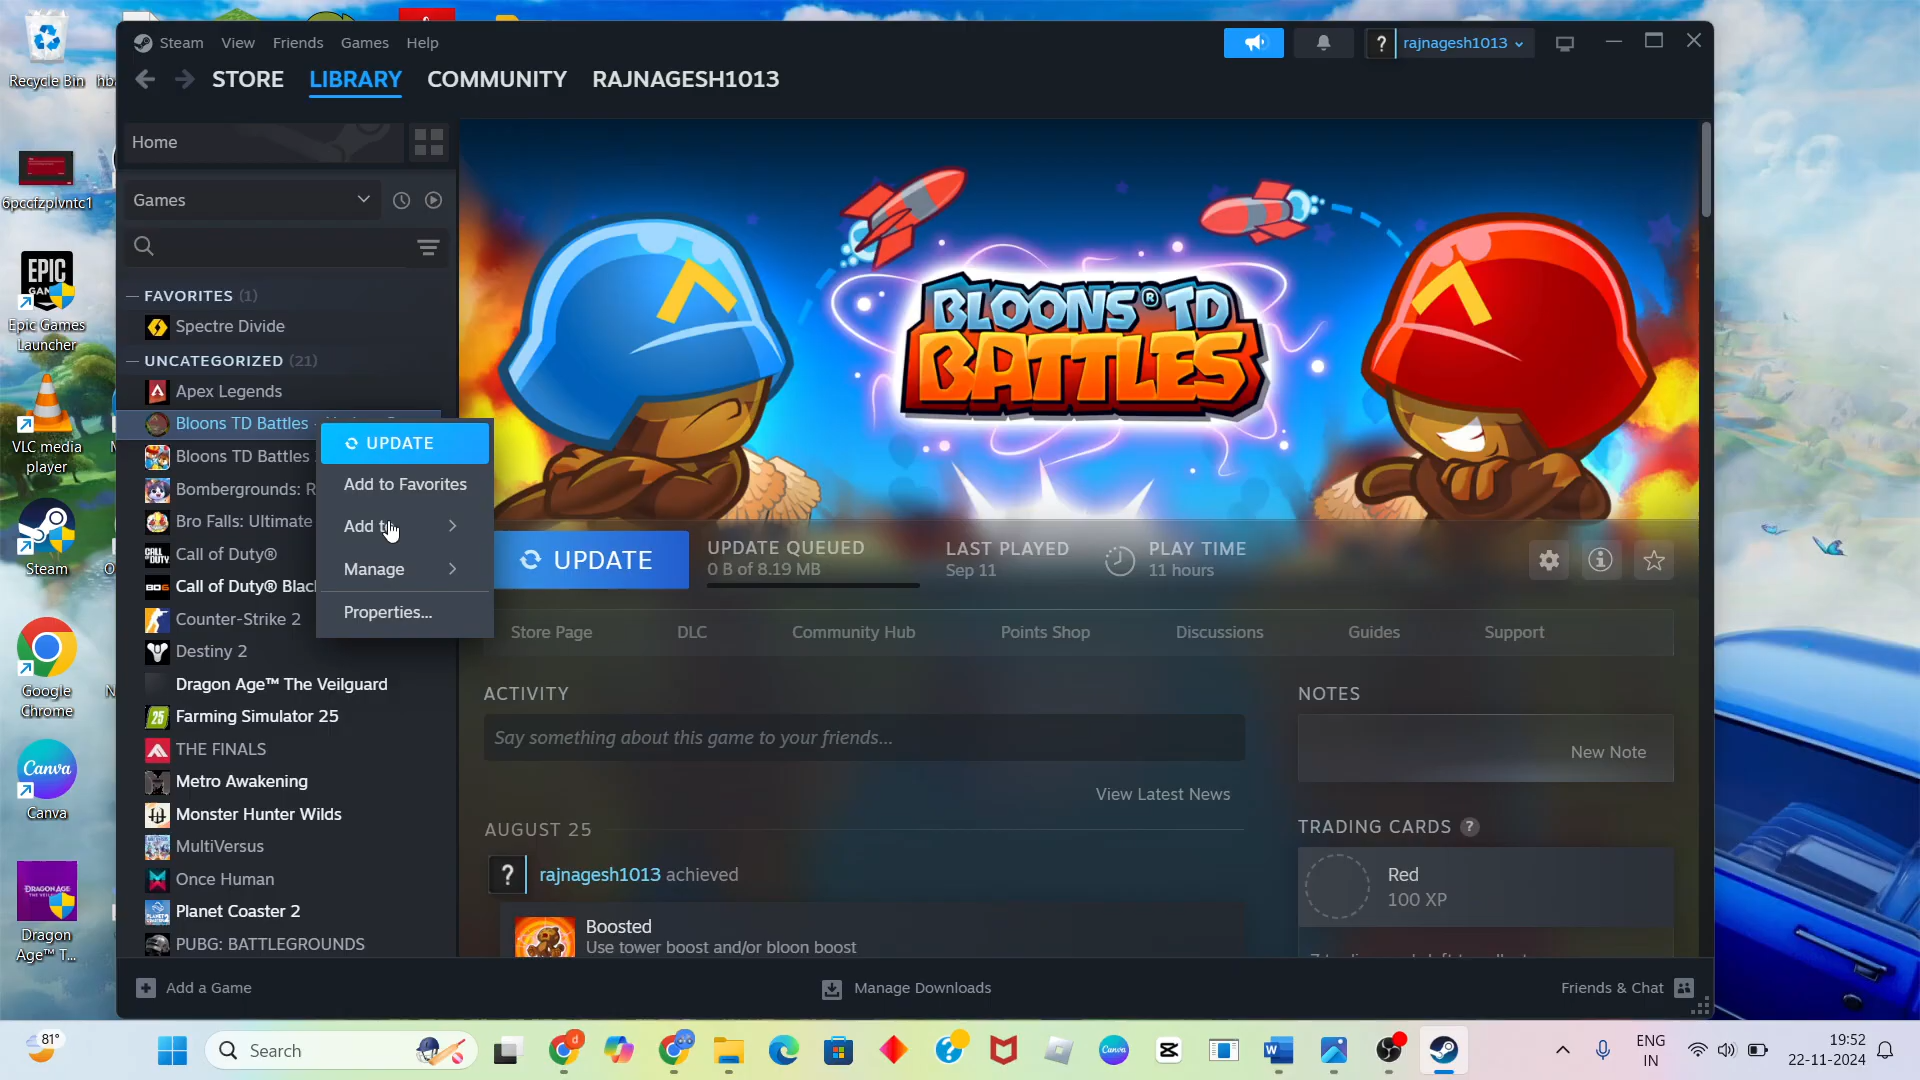 Steam View Friends Games Help
? rajnagesh1013
STORE LIBRARY COMMUNITY RAJNAGESH1013
Home
Games
FAVORITES (1)
Spectre Divide
UNCATEGORIZED (21)
Apex Legends
Bloons TD Battles
Bloons TD Battles
Bombergrounds: R
Bro Falls: Ultimate
Call of Duty®
Call of Duty® Blac
Counter-Strike 2
Destiny 2
Dragon Age™ The Veilguard
Farming Simulator 25
THE FINALS
Metro Awakening
Monster Hunter Wilds
MultiVersus
Once Human
Planet Coaster 2
PUBG: BATTLEGROUNDS
UPDATE
Add to Favorites
Add to
Manage
Properties...
BLOONS® TD
BATTLES
UPDATE
UPDATE QUEUED
0 B of 8.19 MB
LAST PLAYED
Sep 11
PLAY TIME
11 hours
Store Page DLC Community Hub Points Shop Discussions Guides Support
ACTIVITY
Say something about this game to your friends...
View Latest News
AUGUST 25
? rajnagesh1013 achieved
Boosted
Use tower boost and/or bloon boost
NOTES
New Note
TRADING CARDS ?
Red
100 XP
Add a Game
Manage Downloads
Friends & Chat
Recycle Bin
6pccfzplvntc1
EPIC
Epic Games
Launcher
VLC media
player
Steam
Google
Chrome
Canva
Canva
DRAGON AGE
Dragon
Age™ T...
81°
Search
Canva
ENG
IN
19:52
22-11-2024